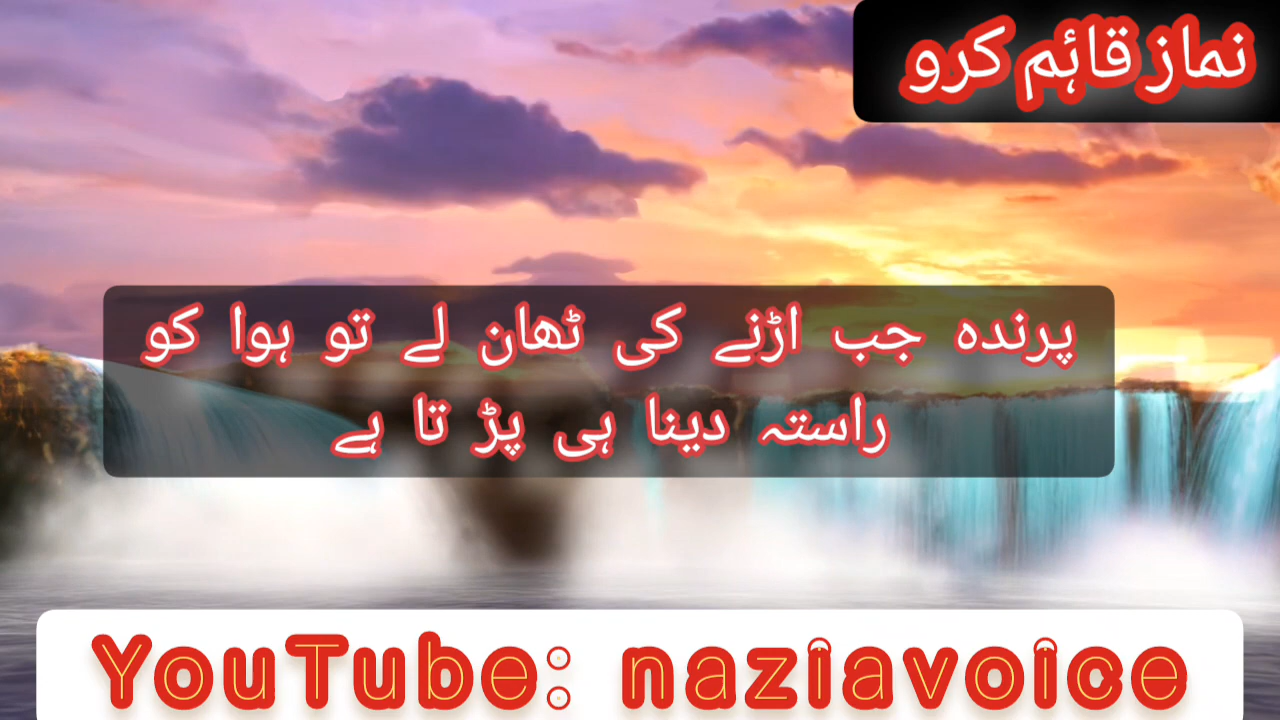 نماز قائم کرو
پرندہ جب اڑنے کی ٹھان لے تو ہوا کو
راستہ دینا ہی پڑ تا ہے
YouTube: naziavoice